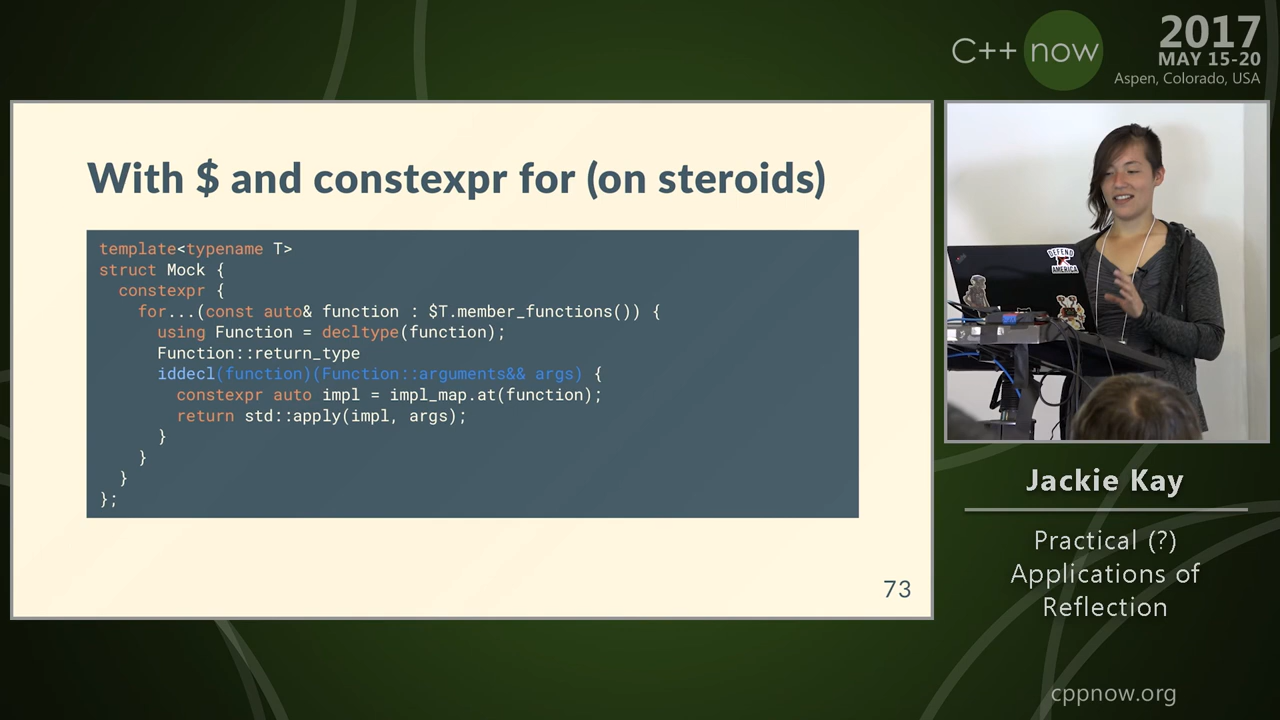 C++ now
2017
MAY 15-20
Aspen, Colorado, USA
With $ and constexpr for (on steroids)
template<typename T>
struct Mock {
constexpr {
for...(const auto& function : $T.member_functions()) {
using Function = decltype(function);
Function::return_type
iddecl(function)(Function::arguments&& args) {
constexpr auto impl = impl_map.at(function);
return std::apply(impl, args);
}
}
}
};
73
DEFEND
AMERICA
Jackie Kay
Practical (?)
Applications of
Reflection
cppnow.org